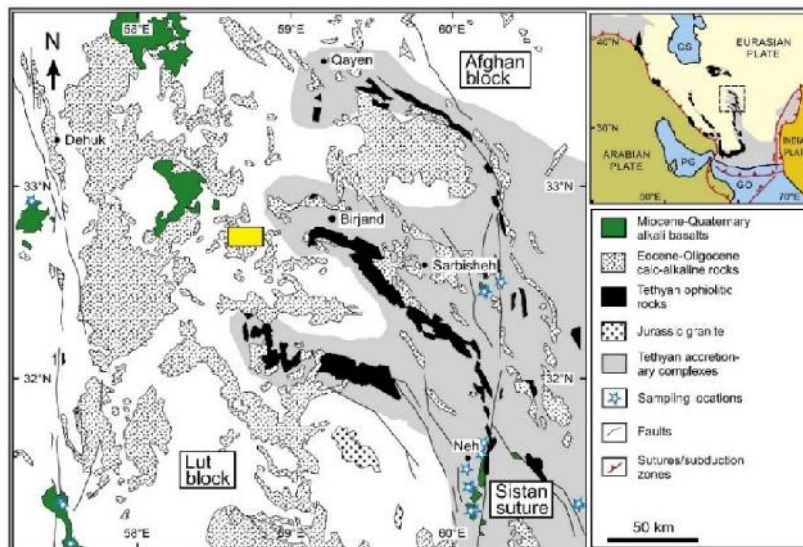 58°E
59°E
60°E
N
Qayen
Afghan
block
Dehuk
33°N
33°N
Birjand
Sarbisheh
32°N
32°N
Neh
Lut
block
Sistan
suture
58°E
60°E
40°N
CS
EURASIAN
PLATE
30°N
ARABIAN
PLATE
PG
GO
INDIAN
PLATE
50°E
70°E
Miocene-Quaternary
alkali basalts
Eocene-Oligocene
calc-alkaline rocks
Tethyan ophiolitic
rocks
Jurassic granite
Tethyan accretion-
ary complexes
Sampling locations
Faults
Sutures/subduction
zones
50 km